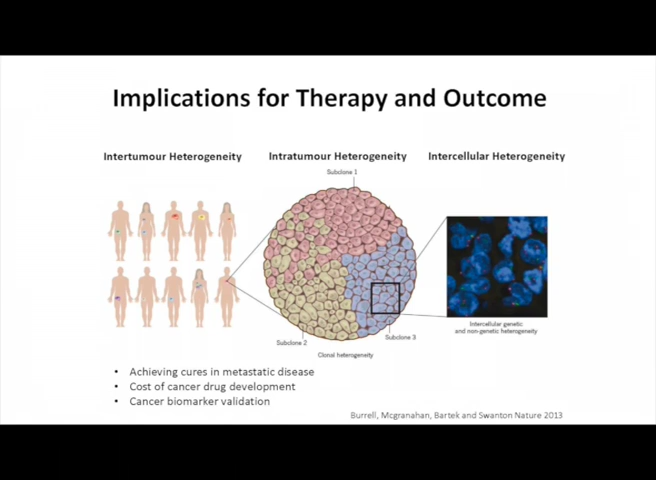 Implications for Therapy and Outcome
Intertumour Heterogeneity
Intratumour Heterogeneity
Intercellular Heterogeneity
Subclone 1
Subclone 2
Subclone 3
Clonal heterogeneity
Intercellular genetic
and non-genetic heterogeneity
• Achieving cures in metastatic disease
• Cost of cancer drug development
• Cancer biomarker validation
Burrell, Mcgranahan, Bartek and Swanton Nature 2013